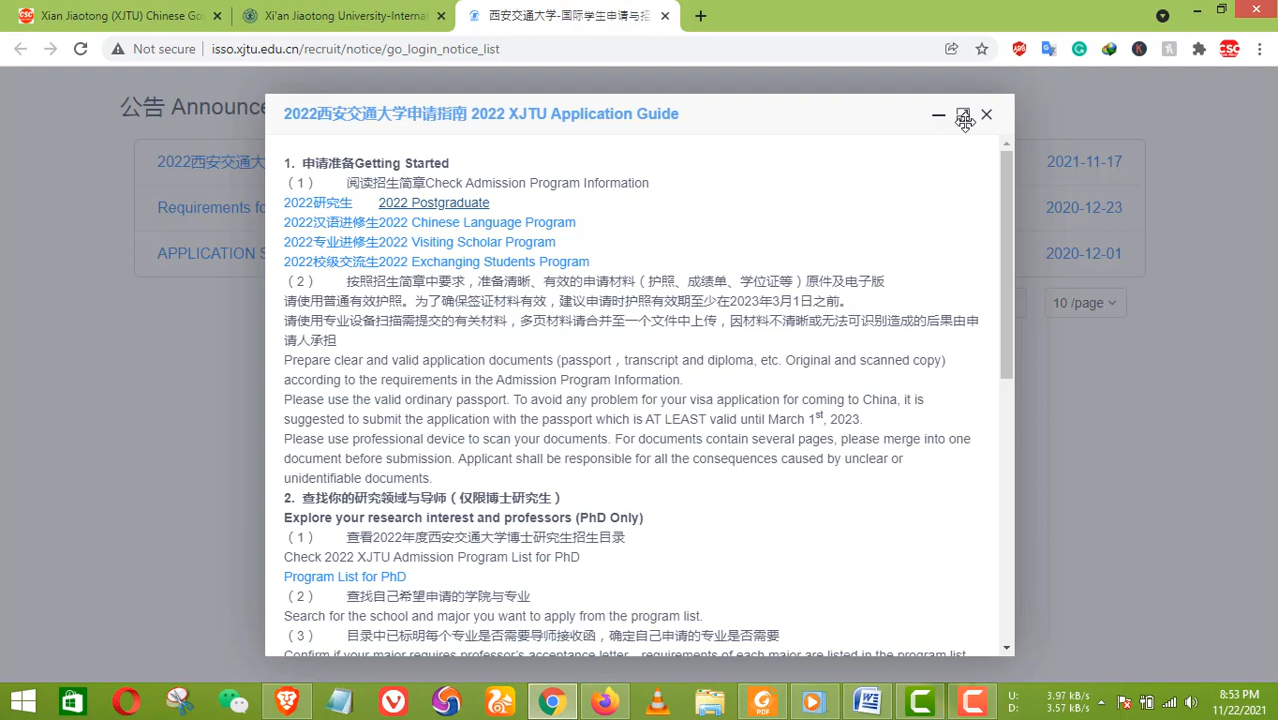 Xian Jiaotong (XJTU) Chinese Go
Xi'an Jiaotong University-Interna
西安交通大学-国际学生申请与招
Not secure
isso.xjtu.edu.cn/recruit/notice/go_login_notice_list
公告 Announce
2022西安交通大
2021-11-17
Requirements fo
2020-12-23
APPLICATION S
2020-12-01
10 /page
2022西安交通大学申请指南 2022 XJTU Application Guide
1. 申请准备Getting Started
（1） 阅读招生简章Check Admission Program Information
2022研究生 2022 Postgraduate
2022汉语进修生2022 Chinese Language Program
2022专业进修生2022 Visiting Scholar Program
2022校级交流生2022 Exchanging Students Program
（2） 按照招生简章中要求，准备清晰、有效的申请材料（护照、成绩单、学位证等）原件及电子版
请使用普通有效护照。为了确保签证材料有效，建议申请时护照有效期至少在2023年3月1日之前。
请使用专业设备扫描需提交的有关材料，多页材料请合并至一个文件中上传，因材料不清晰或无法可识别造成的后果由申
请人承担
Prepare clear and valid application documents (passport，transcript and diploma, etc. Original and scanned copy)
according to the requirements in the Admission Program Information.
Please use the valid ordinary passport. To avoid any problem for your visa application for coming to China, it is
suggested to submit the application with the passport which is AT LEAST valid until March 1st, 2023.
Please use professional device to scan your documents. For documents contain several pages, please merge into one
document before submission. Applicant shall be responsible for all the consequences caused by unclear or
unidentifiable documents.
2. 查找你的研究领域与导师（仅限博士研究生）
Explore your research interest and professors (PhD Only)
（1） 查看2022年度西安交通大学博士研究生招生目录
Check 2022 XJTU Admission Program List for PhD
Program List for PhD
（2） 查找自己希望申请的学院与专业
Search for the school and major you want to apply from the program list.
（3） 目录中已标明每个专业是否需要导师接收函，确定自己申请的专业是否需要
Confirm if your major requires professor's acceptance letter，requirements of each major are listed in the program list
U: 3.97 kB/s
D: 3.57 kB/s
8:53 PM
11/22/2021